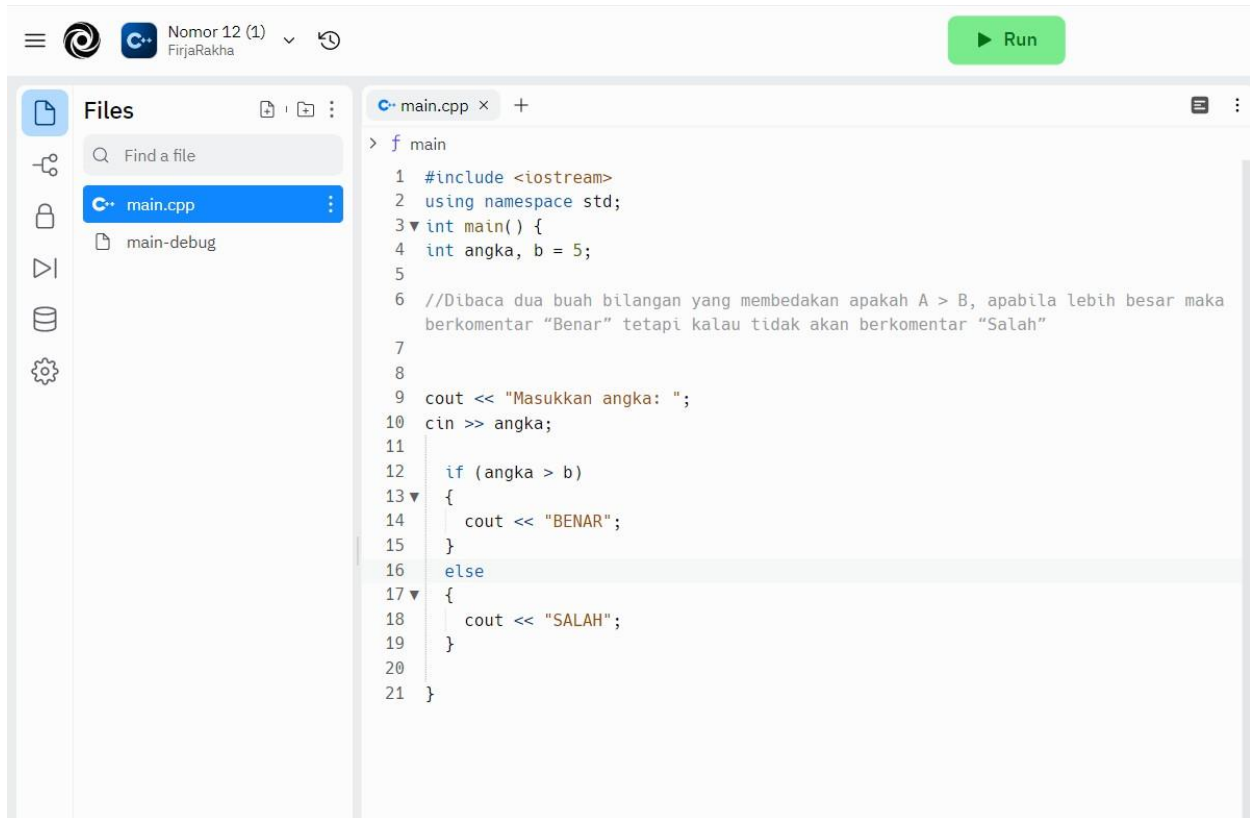 Nomor 12 (1)
FirjaRakha
Run
Files
Find a file
C++ main.cpp
main-debug
C++ main.cpp × +
> ƒ main
1 #include <iostream>
2 using namespace std;
3 int main() {
4 int angka, b = 5;
5
6 //Dibaca dua buah bilangan yang membedakan apakah A > B, apabila lebih besar maka
berkomentar “Benar” tetapi kalau tidak akan berkomentar “Salah”
7
8
9 cout << "Masukkan angka: ";
10 cin >> angka;
11
12 if (angka > b)
13 {
14 cout << "BENAR";
15 }
16 else
17 {
18 cout << "SALAH";
19 }
20
21 }